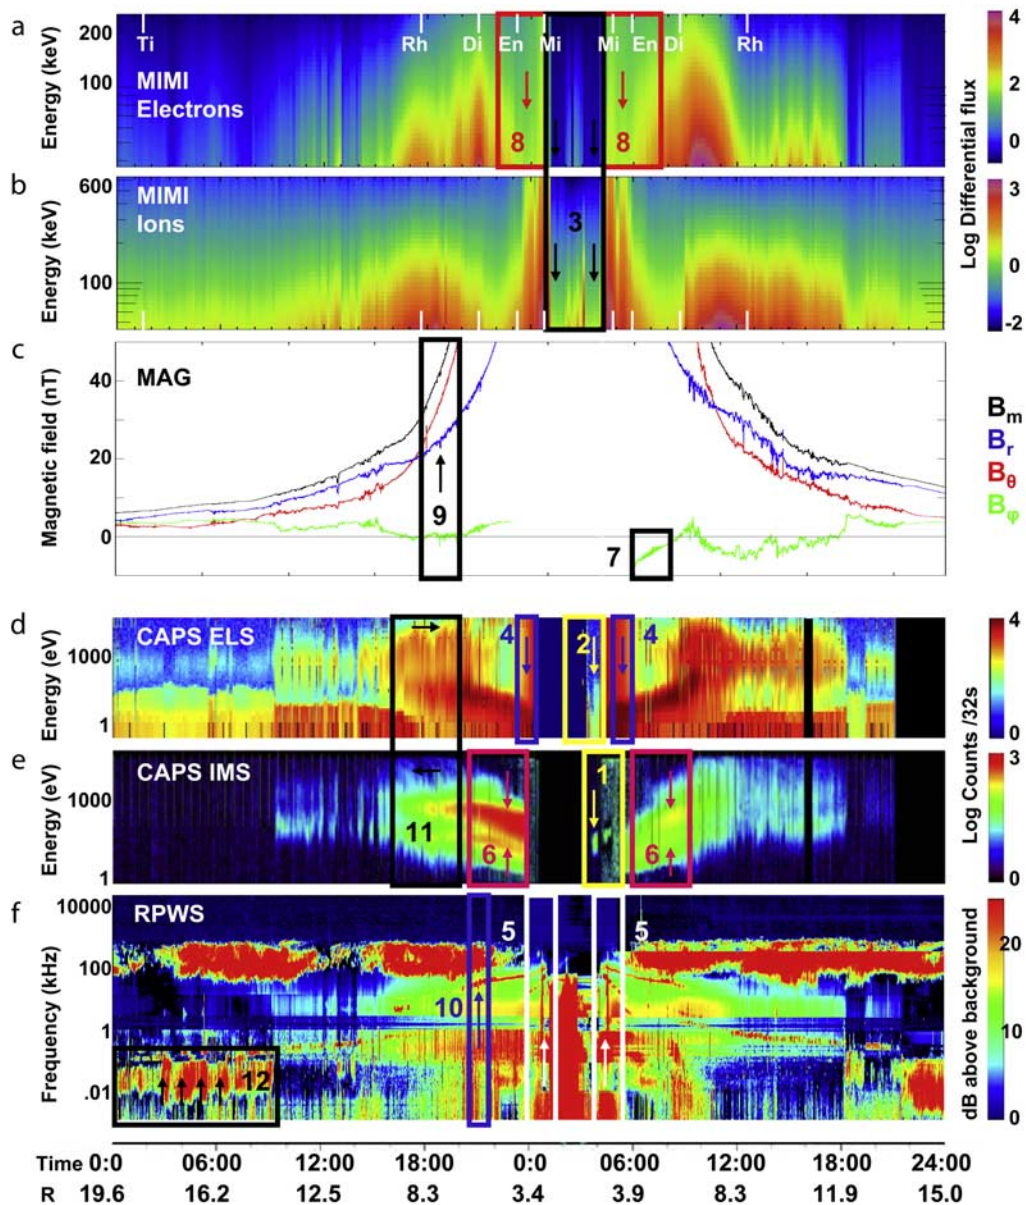 a
Energy (keV)
200
100
Ti
Rh
Di
En
Mi
Mi
En
Di
Rh
MIMI
Electrons
8
8
4
2
0
Log Differential flux
b
Energy (keV)
600
100
MIMI
Ions
3
3
2
0
-2
c
Magnetic field (nT)
40
20
0
MAG
9
7
Bm
Br
Bθ
Bφ
d
Energy (eV)
1000
1
CAPS ELS
4
2
4
4
2
0
Log Counts /32s
e
Energy (eV)
1000
1
CAPS IMS
11
6
1
6
3
2
0
f
Frequency (kHz)
10000
100
1
.01
RPWS
5
5
10
12
20
10
0
dB above background
Time 0:0 06:00 12:00 18:00 0:00 06:00 12:00 18:00 24:00
R 19.6 16.2 12.5 8.3 3.4 3.9 8.3 11.9 15.0